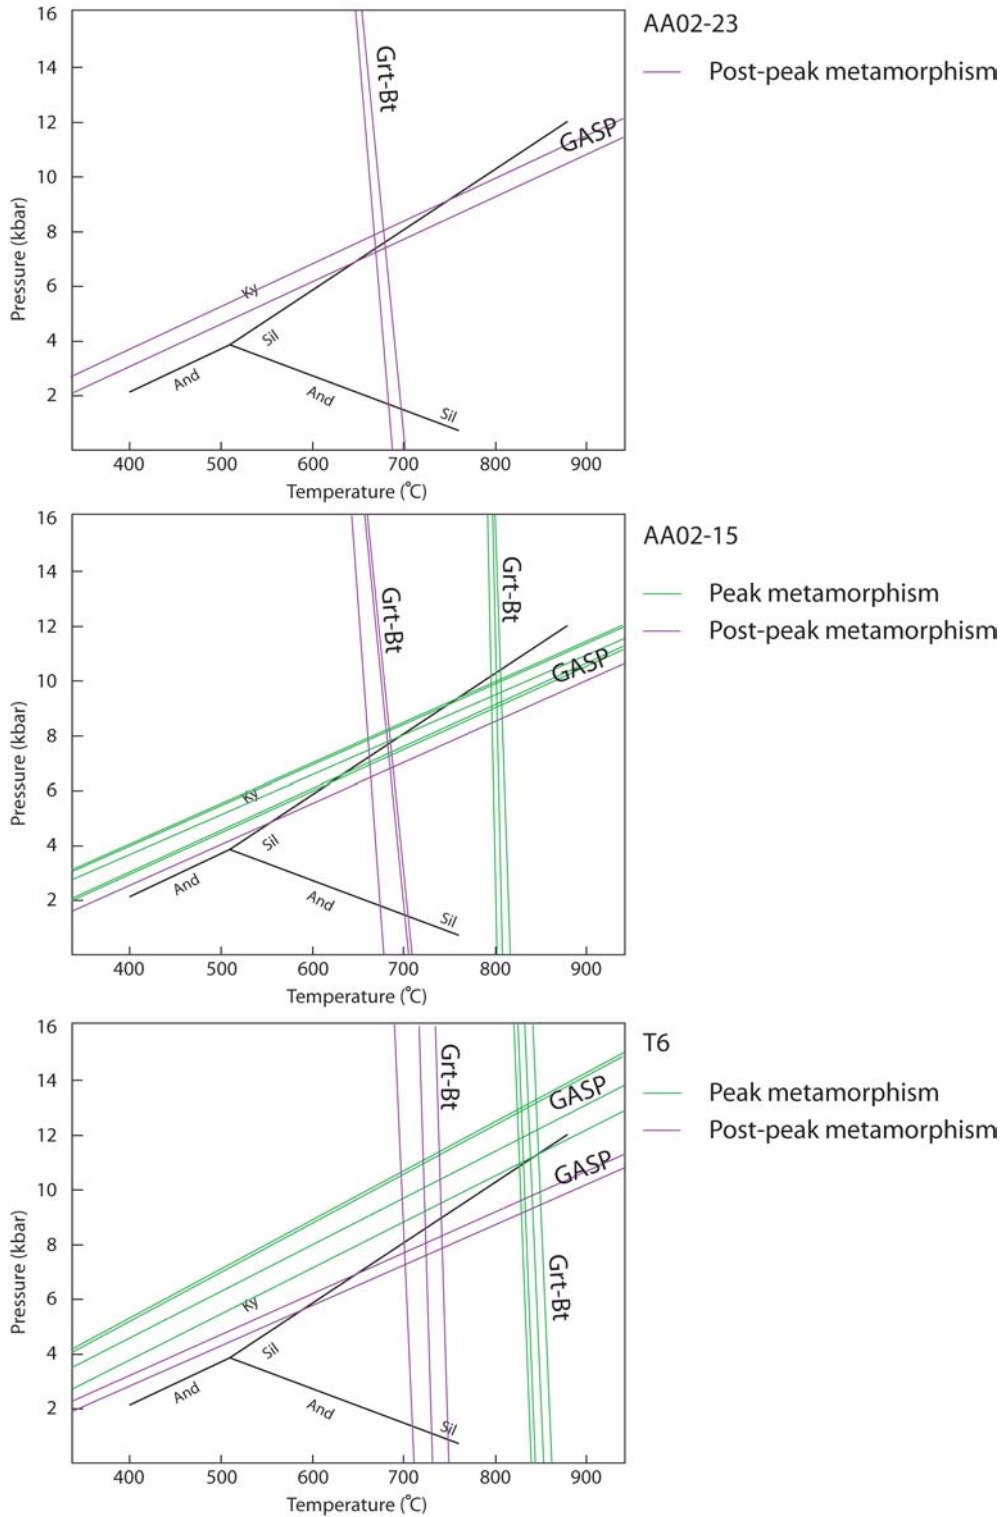 AA02-23
Post-peak metamorphism
16
14
12
10
8
6
4
2
Pressure (kbar)
Grt-Bt
GASP
Ky
Sil
And
And
Sil
400 500 600 700 800 900
Temperature (°C)
AA02-15
Peak metamorphism
Post-peak metamorphism
16
14
12
10
8
6
4
2
Pressure (kbar)
Grt-Bt
Grt-Bt
GASP
Ky
Sil
And
And
Sil
400 500 600 700 800 900
Temperature (°C)
T6
Peak metamorphism
Post-peak metamorphism
16
14
12
10
8
6
4
2
Pressure (kbar)
Grt-Bt
GASP
GASP
Grt-Bt
Ky
Sil
And
And
Sil
400 500 600 700 800 900
Temperature (°C)